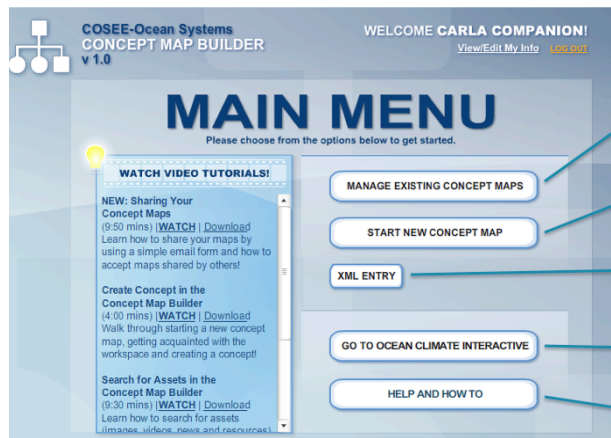 COSEE-Ocean Systems
CONCEPT MAP BUILDER
v 1.0
WELCOME CARLA COMPANION!
View/Edit My Info LOG OUT
MAIN MENU
Please choose from the options below to get started.
WATCH VIDEO TUTORIALS!
NEW: Sharing Your
Concept Maps
(9:50 mins) |WATCH | Download
Learn how to share your maps by
using a simple email form and how to
accept maps shared by others!
Create Concept in the
Concept Map Builder
(4:00 mins) |WATCH | Download
Walk through starting a new concept
map, getting acquainted with the
workspace and creating a concept!
Search for Assets in the
Concept Map Builder
(9:30 mins) |WATCH | Download
Learn how to search for assets
(images, videos, news and resources)
MANAGE EXISTING CONCEPT MAPS
START NEW CONCEPT MAP
XML ENTRY
GO TO OCEAN CLIMATE INTERACTIVE
HELP AND HOW TO